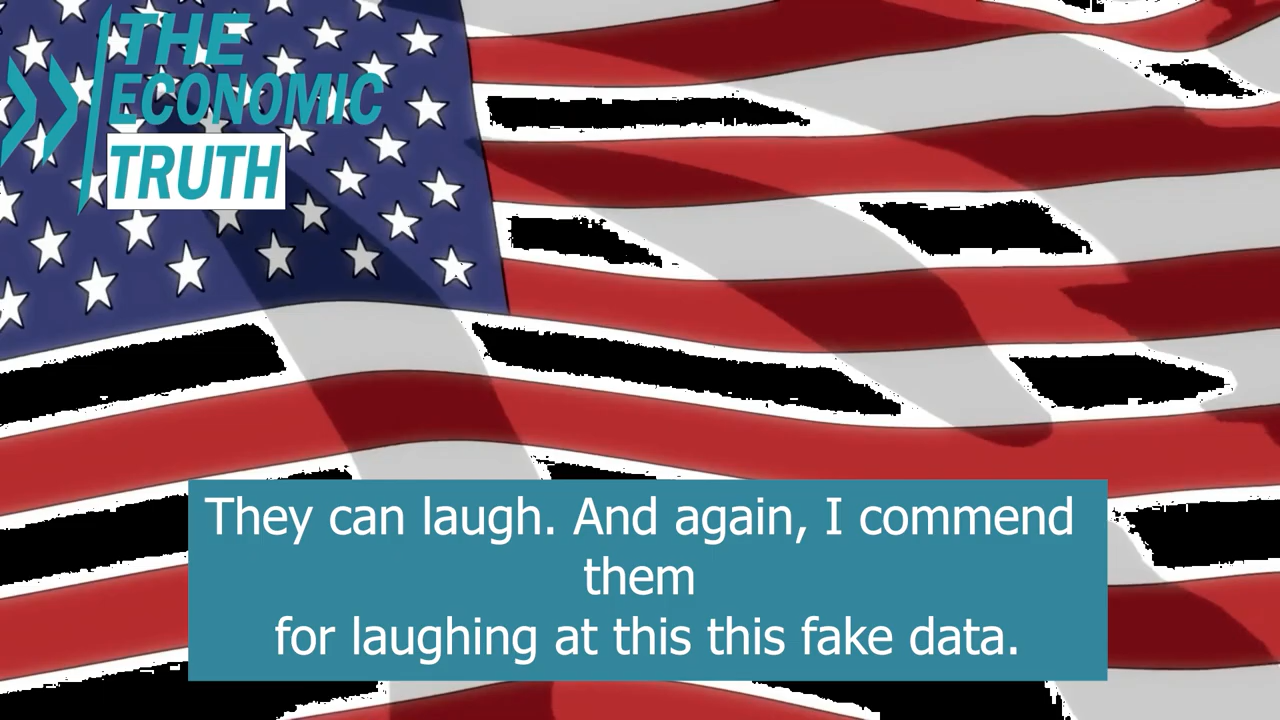 THE
ECONOMIC
TRUTH
They can laugh. And again, I commend
them
for laughing at this this fake data.